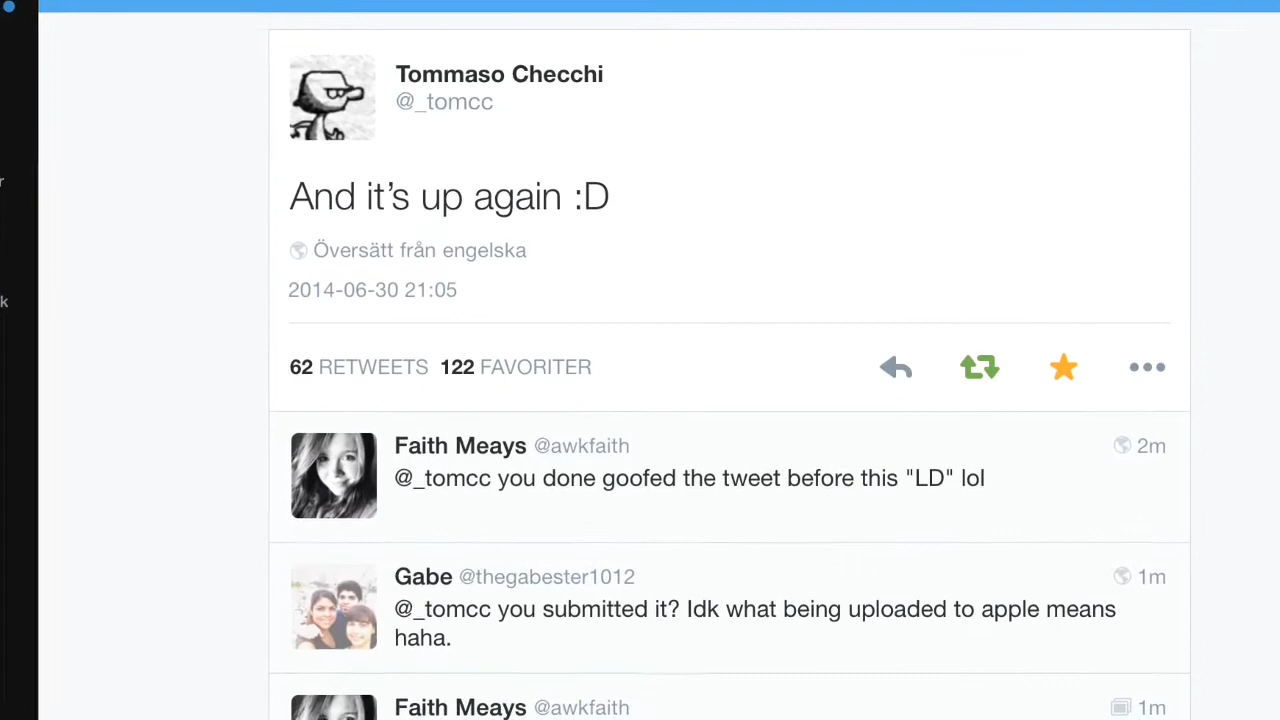 r
k
Tommaso Checchi
@_tomcc
And it's up again :D
Översätt från engelska
2014-06-30 21:05
62 RETWEETS 122 FAVORITER
Faith Meays @awkfaith 2m
@_tomcc you done goofed the tweet before this "LD" lol
Gabe @thegabester1012 1m
@_tomcc you submitted it? Idk what being uploaded to apple means
haha.
Faith Meays @awkfaith 1m